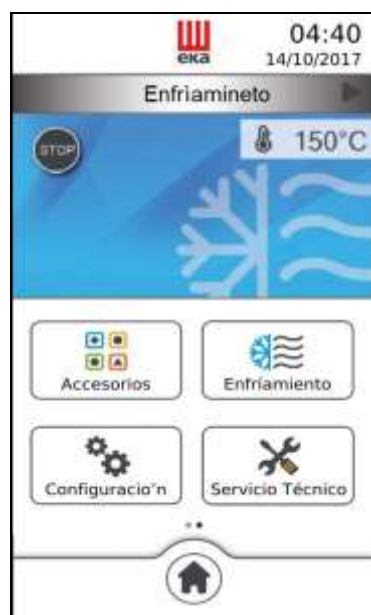 eka
04:40
14/10/2017
Enfriamineto
STOP
150°C
Accesorios
Enfriamiento
Configuracio'n
Servicio Técnico